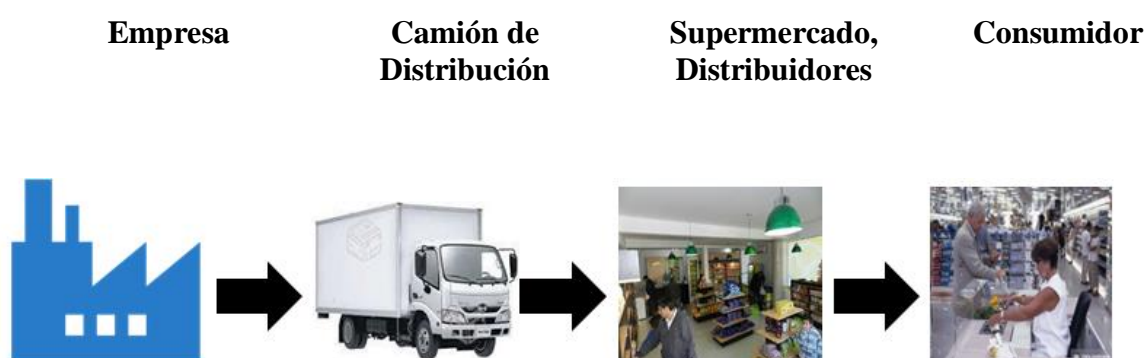 Empresa
Camión de
Distribución
Supermercado,
Distribuidores
Consumidor